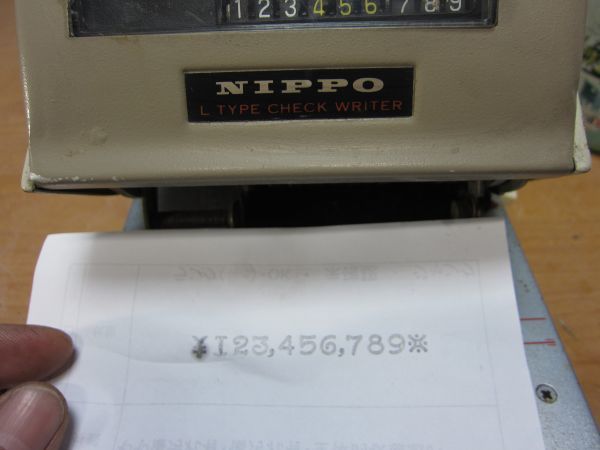 123456789
NIPPO
L TYPE CHECK WRITER
¥123,456,789※